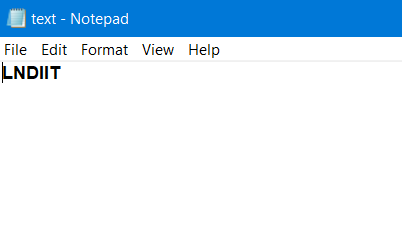 text - Notepad
File Edit Format View Help
LNDIIT